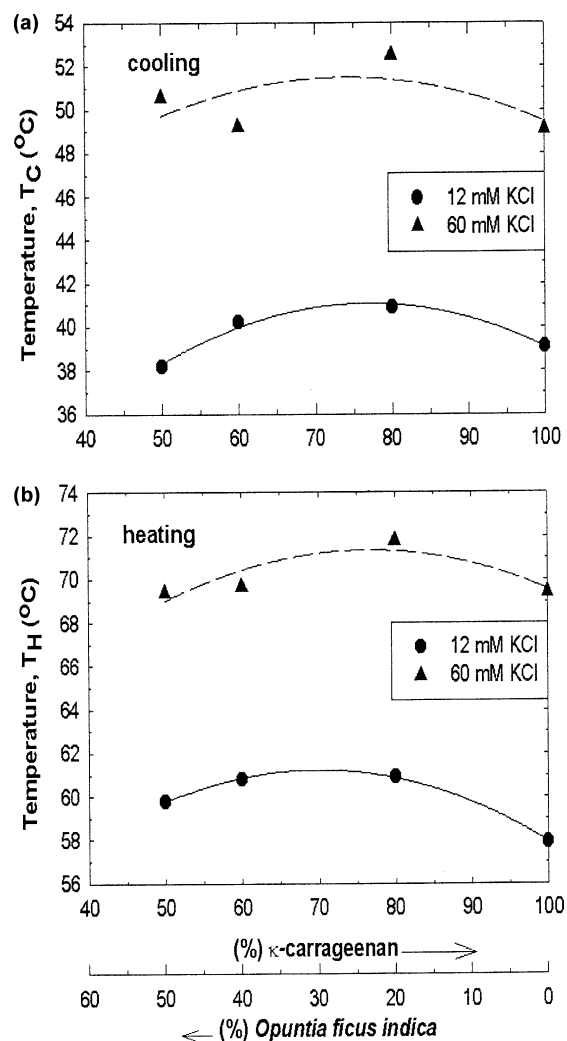 (a)
54
52
50
48
46
44
42
40
38
36
Temperature, TC (°C)
cooling
12 mM KCl
60 mM KCl
40 50 60 70 80 90 100
(b)
74
72
70
68
66
64
62
60
58
56
Temperature, TH (°C)
heating
12 mM KCl
60 mM KCl
40 50 60 70 80 90 100
(%) κ-carrageenan
60 50 40 30 20 10 0
(%) Opuntia ficus indica